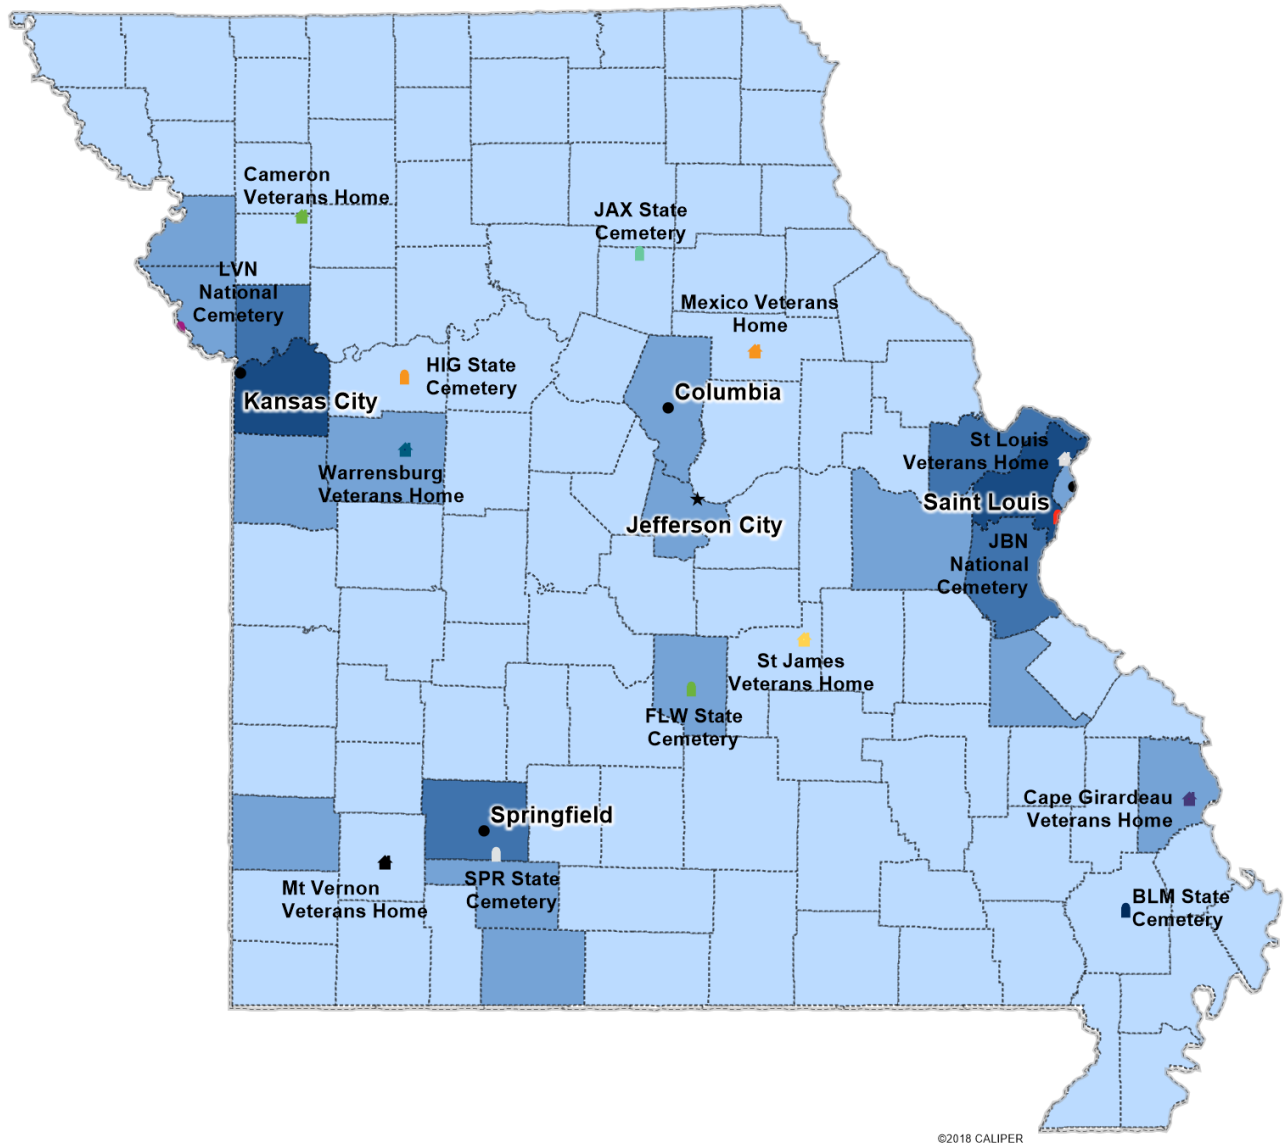 Cameron
Veterans Home
JAX State
Cemetery
LVN
National
Cemetery
Mexico Veterans
Home
HIG State
Cemetery
Kansas City
Columbia
St Louis
Veterans Home
Warrensburg
Veterans Home
Saint Louis
Jefferson City
JBN
National
Cemetery
St James
Veterans Home
FLW State
Cemetery
Cape Girardeau
Veterans Home
Springfield
SPR State
Cemetery
Mt Vernon
Veterans Home
BLM State
Cemetery
©2018 CALIPER